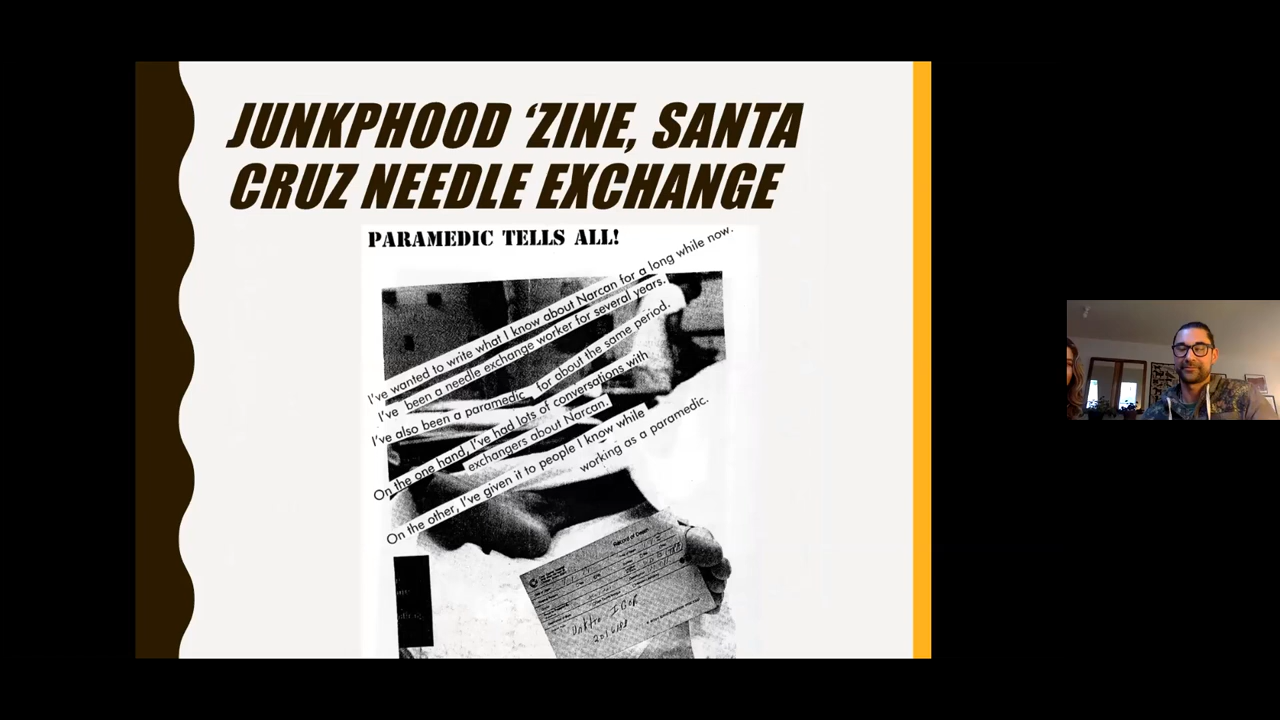 JUNKPHOOD ‘ZINE, SANTA
CRUZ NEEDLE EXCHANGE
PARAMEDIC TELLS ALL!
I've wanted to write what I know about Narcan for a long while now.
I've been a needle exchange worker for several years.
I've also been a paramedic for about the same period.
On the one hand, I've had lots of conversations with
exchangers about Narcan.
On the other, I've given it to people I know while
working as a paramedic.
Record of Death